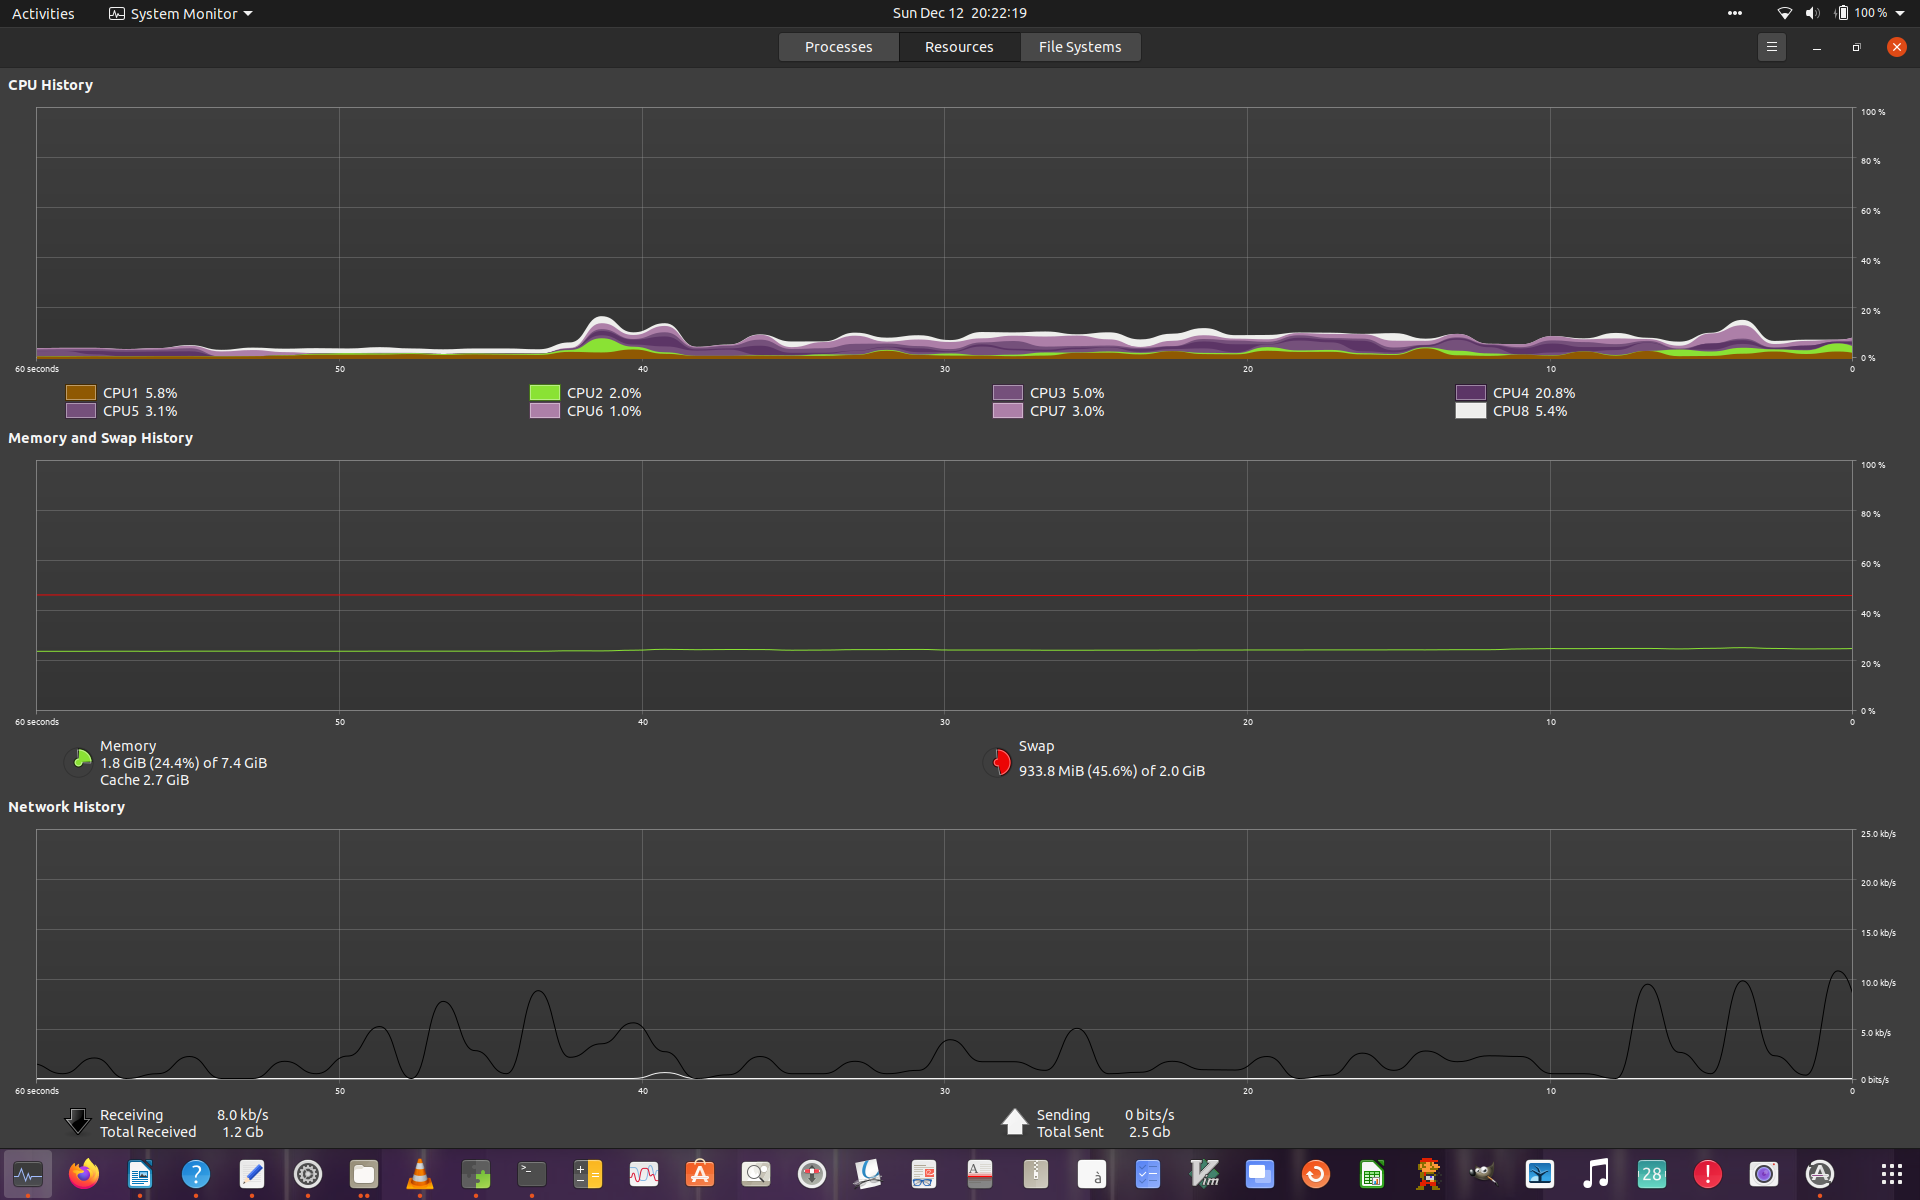 Activities
System Monitor
Sun Dec 12 20:22:19
100 %
Processes
Resources
File Systems
CPU History
100 %
80 %
60 %
40 %
20 %
0 %
60 seconds 50 40 30 20 10 0
CPU1 5.8% CPU2 2.0% CPU3 5.0% CPU4 20.8%
CPU5 3.1% CPU6 1.0% CPU7 3.0% CPU8 5.4%
Memory and Swap History
100 %
80 %
60 %
40 %
20 %
0 %
60 seconds 50 40 30 20 10 0
Memory
1.8 GiB (24.4%) of 7.4 GiB
Cache 2.7 GiB
Swap
933.8 MiB (45.6%) of 2.0 GiB
Network History
25.0 kb/s
20.0 kb/s
15.0 kb/s
10.0 kb/s
5.0 kb/s
0 bits/s
60 seconds 50 40 30 20 10 0
Receiving 8.0 kb/s
Total Received 1.2 Gb
Sending 0 bits/s
Total Sent 2.5 Gb
?
>_
A
à
Vim
28
!